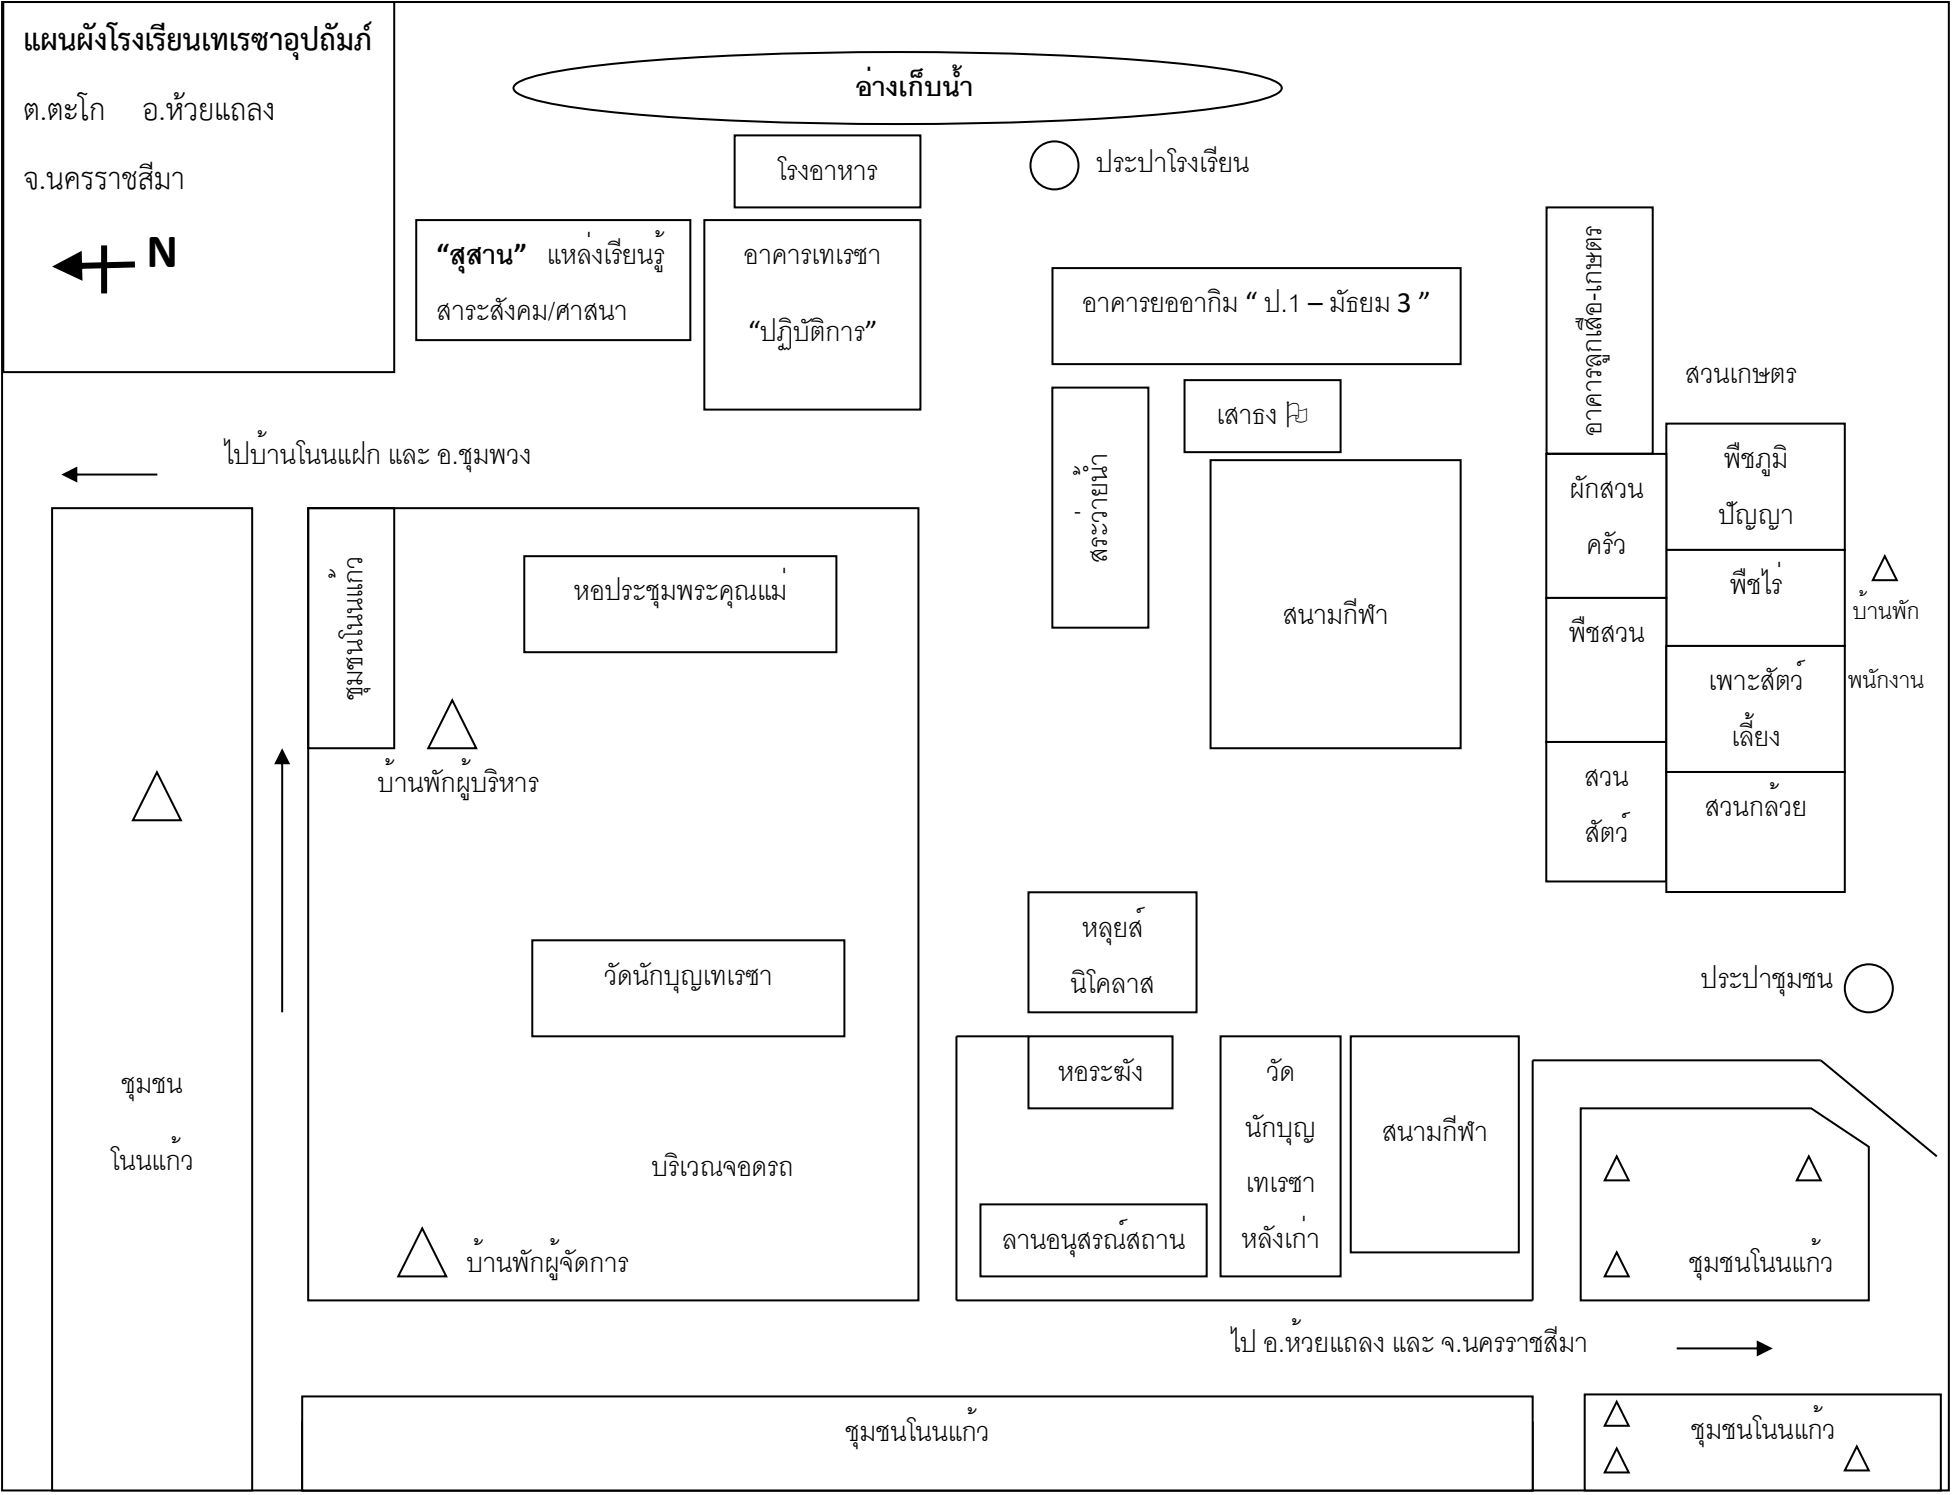 แผนผังโรงเรียนเทเรซาอุปถัมภ์
ต.ตะโก อ.ห้วยแถลง
จ.นครราชสีมา
N
อ่างเก็บน้ำ
โรงอาหาร
ประปาโรงเรียน
“สุสาน” แหล่งเรียนรู้
สาระสังคม/ศาสนา
อาคารเทเรซา
“ปฏิบัติการ”
อาคารยออากิม “ ป.1 – มัธยม 3 ”
อาคารลูกเสือ-เกษตร
สวนเกษตร
เสาธง
สระว่ายน้ำ
ไปบ้านโนนแฝก และ อ.ชุมพวง
ผักสวน
ครัว
พืชภูมิ
ปัญญา
ชุมชนโนนแก้ว
หอประชุมพระคุณแม่
สนามกีฬา
พืชไร่
บ้านพัก
พนักงาน
พืชสวน
เพาะสัตว์
เลี้ยง
บ้านพักผู้บริหาร
สวน
สัตว์
สวนกล้วย
หลุยส์
นิโคลาส
วัดนักบุญเทเรซา
ประปาชุมชน
ชุมชน
โนนแก้ว
หอระฆัง
วัด
นักบุญ
เทเรซา
หลังเก่า
สนามกีฬา
บริเวณจอดรถ
ลานอนุสรณ์สถาน
บ้านพักผู้จัดการ
ชุมชนโนนแก้ว
ไป อ.ห้วยแถลง และ จ.นครราชสีมา
ชุมชนโนนแก้ว
ชุมชนโนนแก้ว